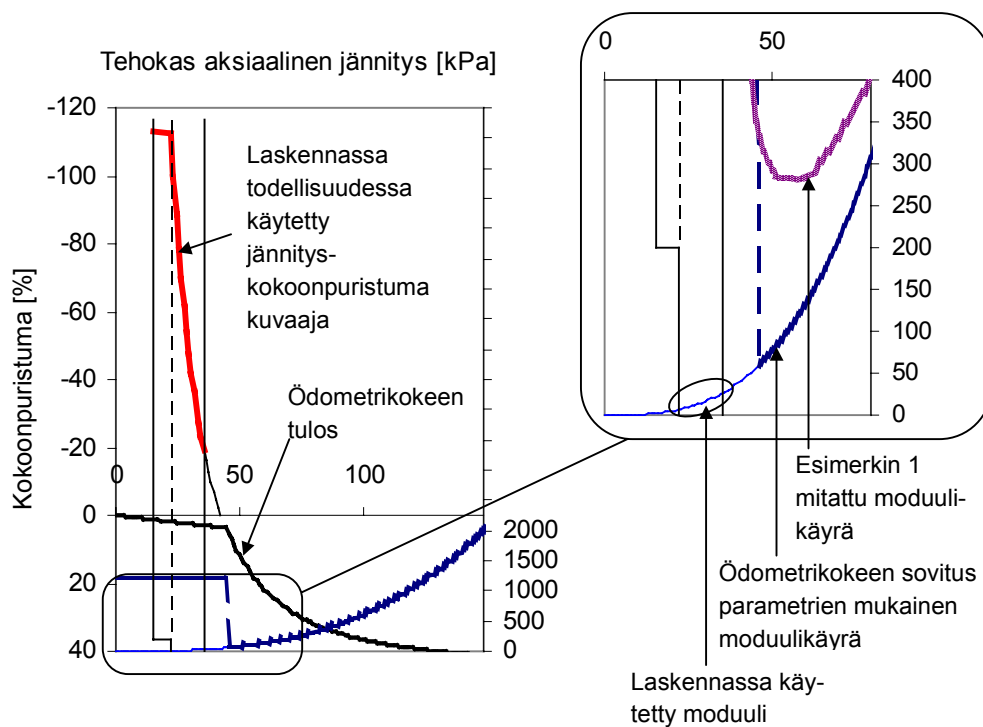 Tehokas aksiaalinen jännitys [kPa]
Kokoonpuristuma [%]
-120
-100
-80
-60
-40
-20
0
20
40
0
50
100
2000
1500
1000
500
0
Laskennassa
todellisuudessa
käytetty
jännitys-
kokoonpuristuma
kuvaaja
Ödometrikokeen
tulos
0
50
400
350
300
250
200
150
100
50
0
Esimerkin 1
mitattu moduuli-
käyrä
Ödometrikokeen sovitus
parametrien mukainen
moduulikäyrä
Laskennassa käy-
tetty moduuli